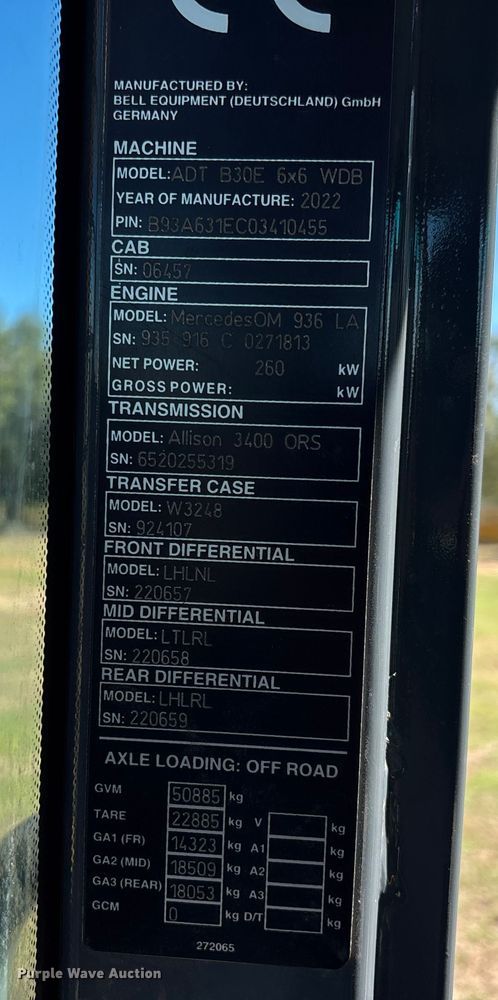 CE
MANUFACTURED BY:
BELL EQUIPMENT (DEUTSCHLAND) GmbH
GERMANY
MACHINE
MODEL: ADT B30E 6x6 WDB
YEAR OF MANUFACTURE: 2022
PIN: B93A631EC03410455
CAB
SN: 06457
ENGINE
MODEL: MercedesOM 936 LA
SN: 935 916 C 0271813
NET POWER: 260 kW
GROSS POWER: kW
TRANSMISSION
MODEL: Allison 3400 ORS
SN: 6520255319
TRANSFER CASE
MODEL: W3248
SN: 924107
FRONT DIFFERENTIAL
MODEL: LHLNL
SN: 220657
MID DIFFERENTIAL
MODEL: LTLRL
SN: 220658
REAR DIFFERENTIAL
MODEL: LHLRL
SN: 220659
AXLE LOADING: OFF ROAD
GVM 50885 kg
TARE 22885 kg V kg
GA1 (FR) 14323 kg A1 kg
GA2 (MID) 18509 kg A2 kg
GA3 (REAR) 18053 kg A3 kg
GCM 0 kg D/T kg
272065
Purple Wave Auction